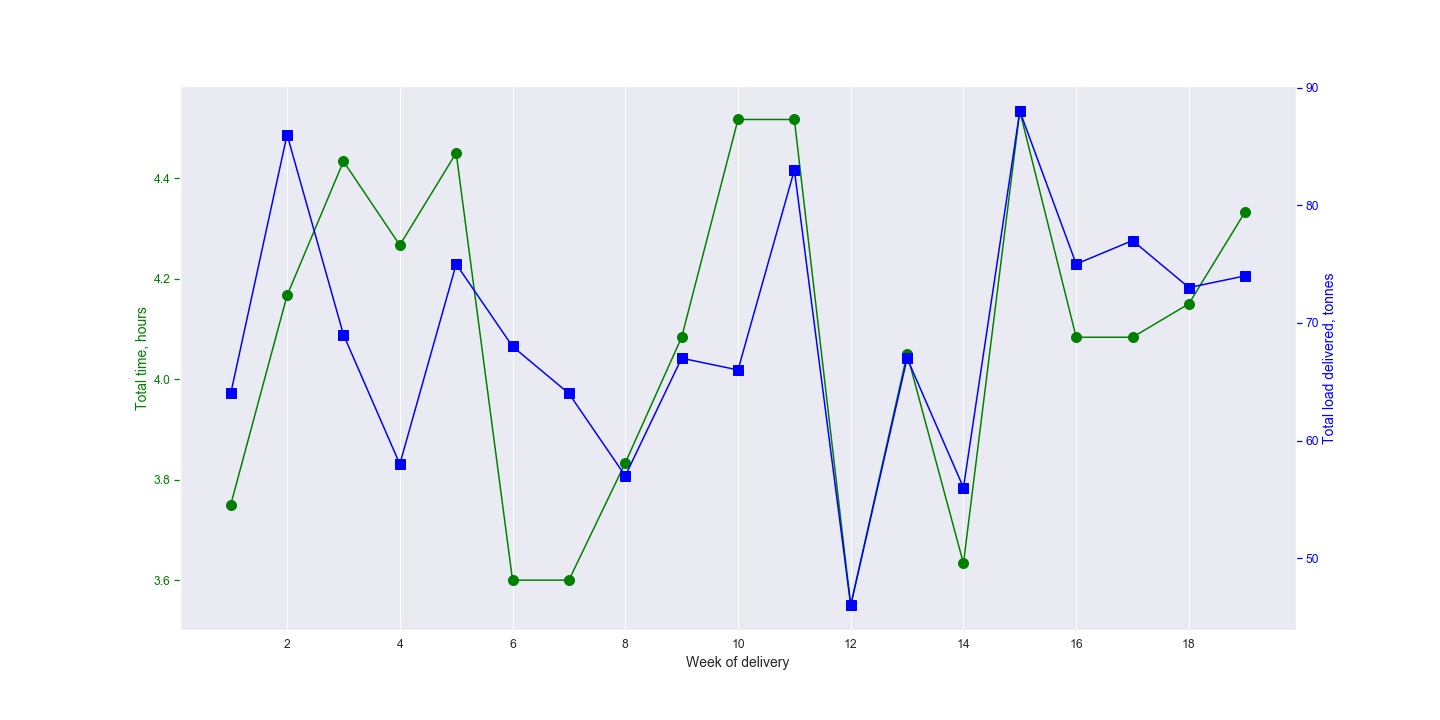 Total time, hours
4.4
4.2
4.0
3.8
3.6
90
80
70
60
50
Total load delivered, tonnes
2 4 6 8 10 12 14 16 18
Week of delivery